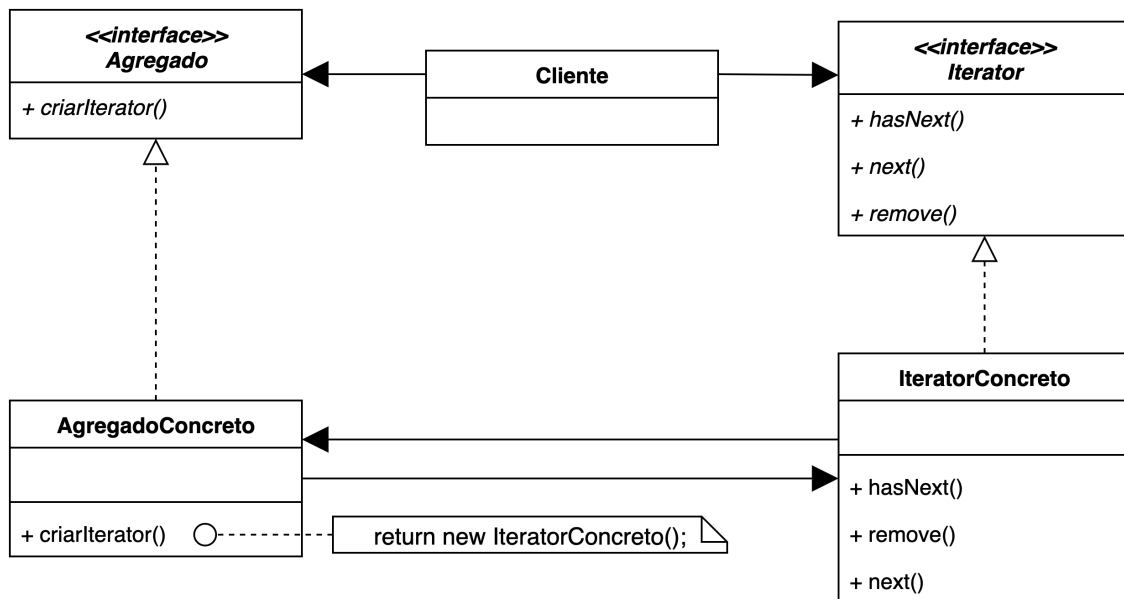 <<interface>>
Agregado
+ criarIterator()
Cliente
<<interface>>
Iterator
+ hasNext()
+ next()
+ remove()
AgregadoConcreto
+ criarIterator()
return new IteratorConcreto();
IteratorConcreto
+ hasNext()
+ remove()
+ next()